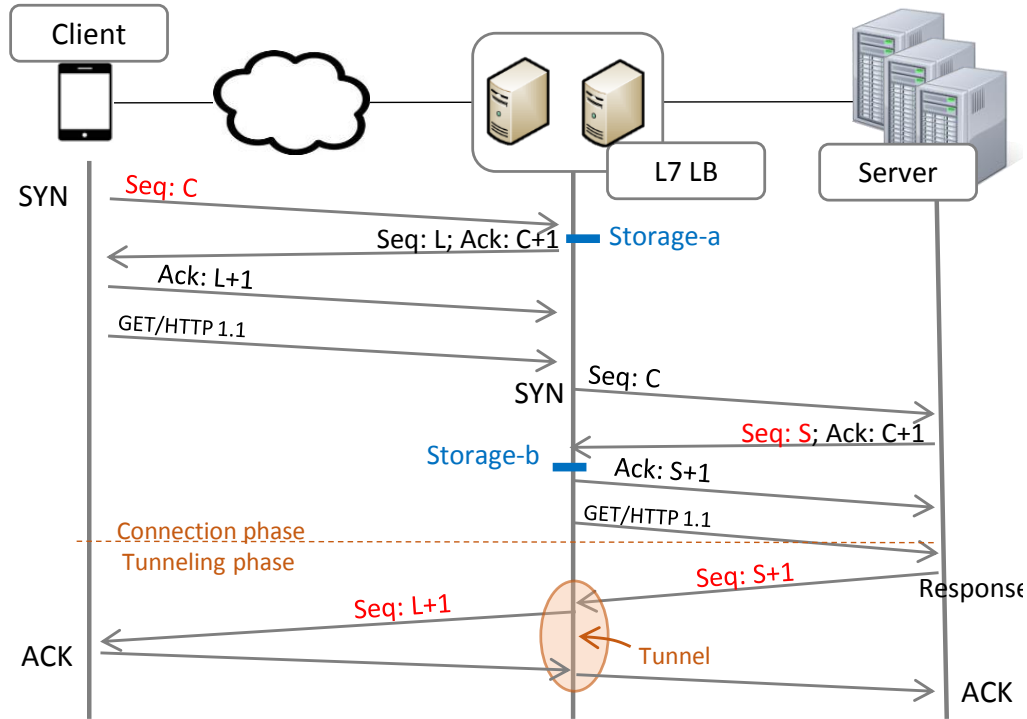 Client
L7 LB
Server
SYN
Seq: C
Seq: L; Ack: C+1
Storage-a
Ack: L+1
GET/HTTP 1.1
SYN
Seq: C
Seq: S; Ack: C+1
Storage-b
Ack: S+1
GET/HTTP 1.1
Connection phase
Tunneling phase
Seq: S+1
Response
Seq: L+1
Tunnel
ACK
ACK